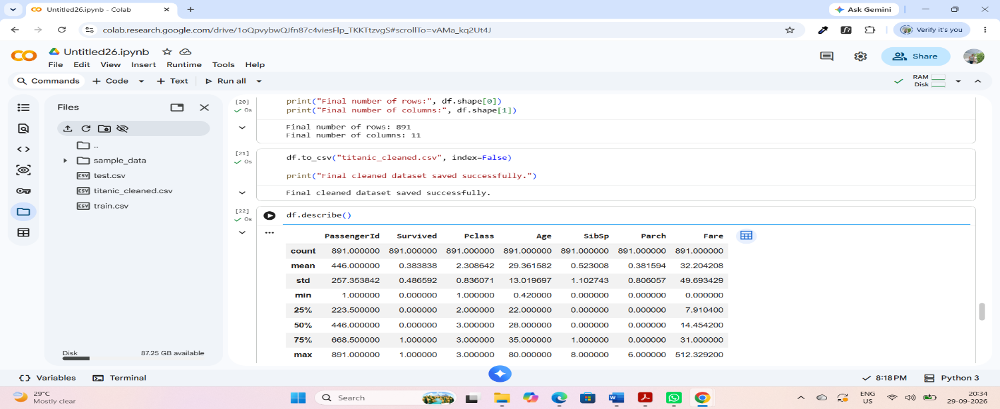 Untitled26.ipynb - Colab
Ask Gemini
colab.research.google.com/drive/1oQpvybwQJfn87c4viesFlp_TKKTtzvgS#scrollTo=vAMa_kq2Ut4J
Verify it's you
Untitled26.ipynb
File Edit View Insert Runtime Tools Help
Share
Commands + Code + Text Run all
RAM
Disk
Files
..
sample_data
test.csv
titanic_cleaned.csv
train.csv
Disk 87.25 GB available
[20]
0s
print("Final number of rows:", df.shape[0])
print("Final number of columns:", df.shape[1])
Final number of rows: 891
Final number of columns: 11
[21]
0s
df.to_csv("titanic_cleaned.csv", index=False)
print("Final cleaned dataset saved successfully.")
Final cleaned dataset saved successfully.
[22]
0s
df.describe()
PassengerId Survived Pclass Age SibSp Parch Fare
count 891.000000 891.000000 891.000000 891.000000 891.000000 891.000000 891.000000
mean 446.000000 0.383838 2.308642 29.361582 0.523008 0.381594 32.204208
std 257.353842 0.486592 0.836071 13.019697 1.102743 0.806057 49.693429
min 1.000000 0.000000 1.000000 0.420000 0.000000 0.000000 0.000000
25% 223.500000 0.000000 2.000000 22.000000 0.000000 0.000000 7.910400
50% 446.000000 0.000000 3.000000 28.000000 0.000000 0.000000 14.454200
75% 668.500000 1.000000 3.000000 35.000000 1.000000 0.000000 31.000000
max 891.000000 1.000000 3.000000 80.000000 8.000000 6.000000 512.329200
Variables Terminal
8:18 PM Python 3
29°C
Mostly clear
Search
ENG
US
20:34
29-09-2026